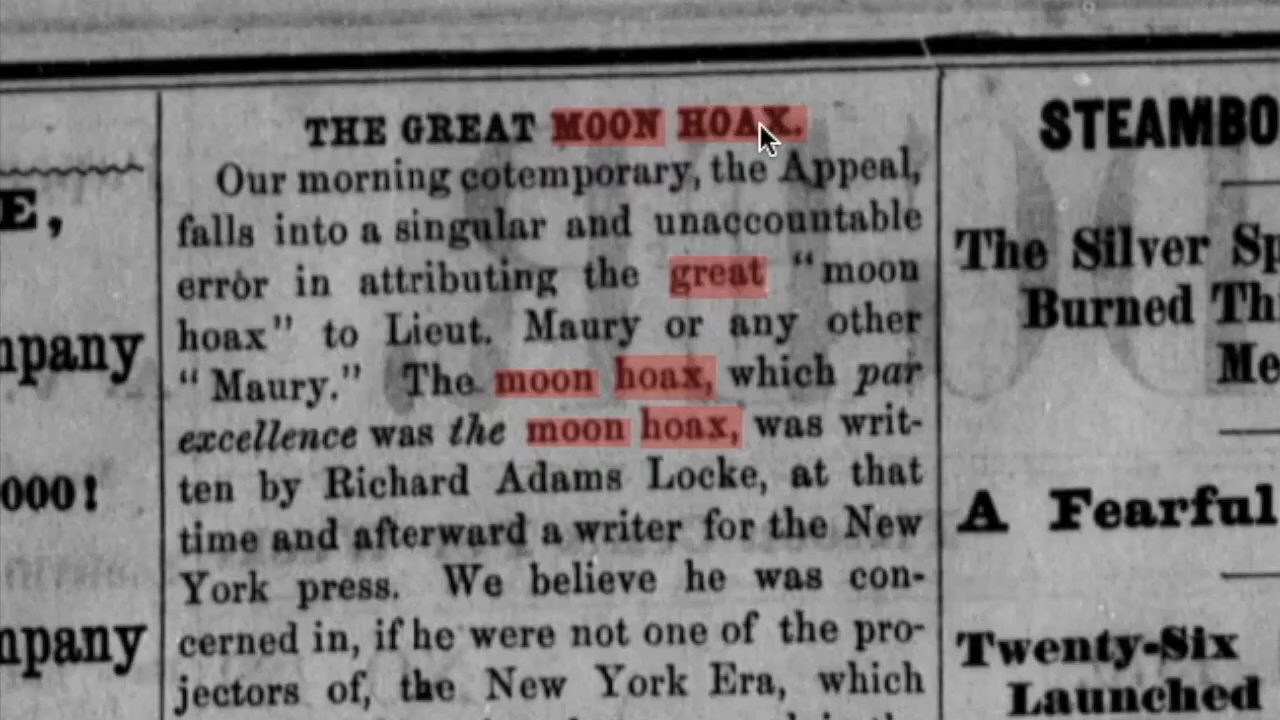 THE GREAT MOON HOAX.
Our morning cotemporary, the Appeal,
falls into a singular and unaccountable
error in attributing the great "moon
hoax" to Lieut. Maury or any other
"Maury." The moon hoax, which par
excellence was the moon hoax, was writ-
ten by Richard Adams Locke, at that
time and afterward a writer for the New
York press. We believe he was con-
cerned in, if he were not one of the pro-
jectors of, the New York Era, which
E,
mpany
000!
mpany
STEAMBO
The Silver Sp
Burned Th
Me
A Fearful
Twenty-Six
Launched